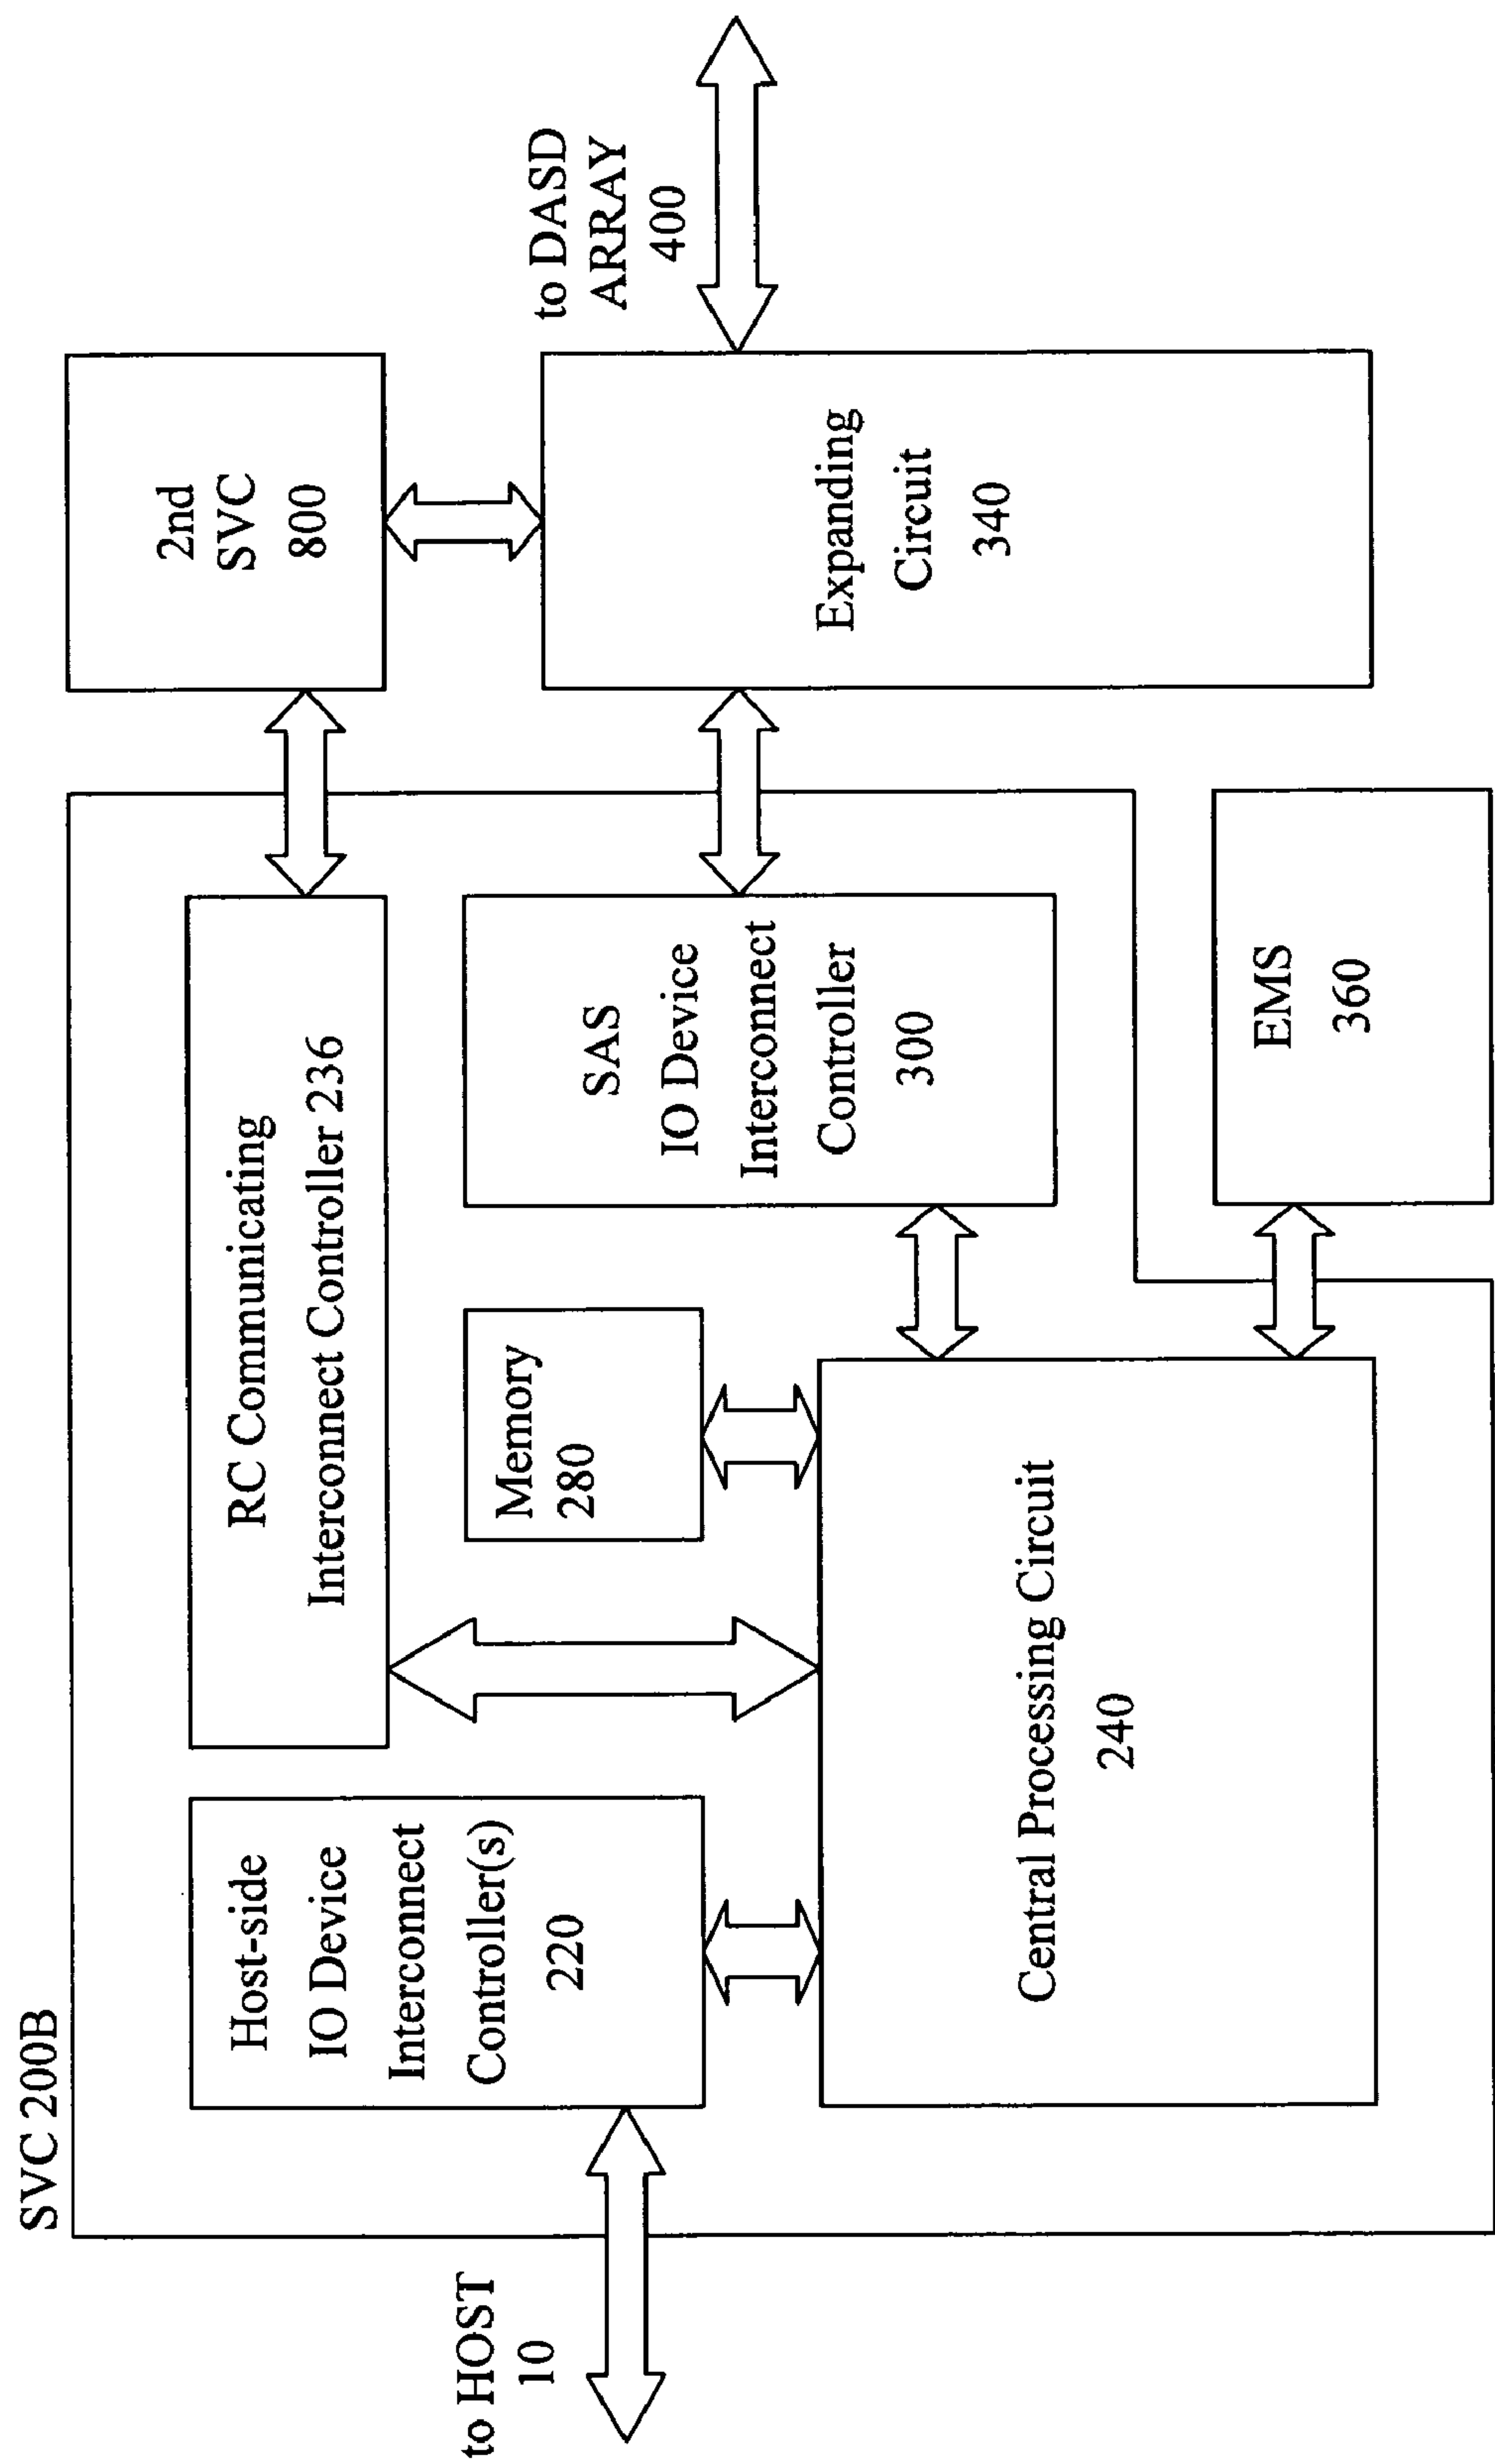 SVC 200B
to HOST
10
Host-side
IO Device
Interconnect
Controller(s)
220
RC Communicating
Interconnect Controller 236
Memory
280
SAS
IO Device
Interconnect
Controller
300
Central Processing Circuit
240
EMS
360
2nd
SVC
800
Expanding
Circuit
340
to DASD
ARRAY
400